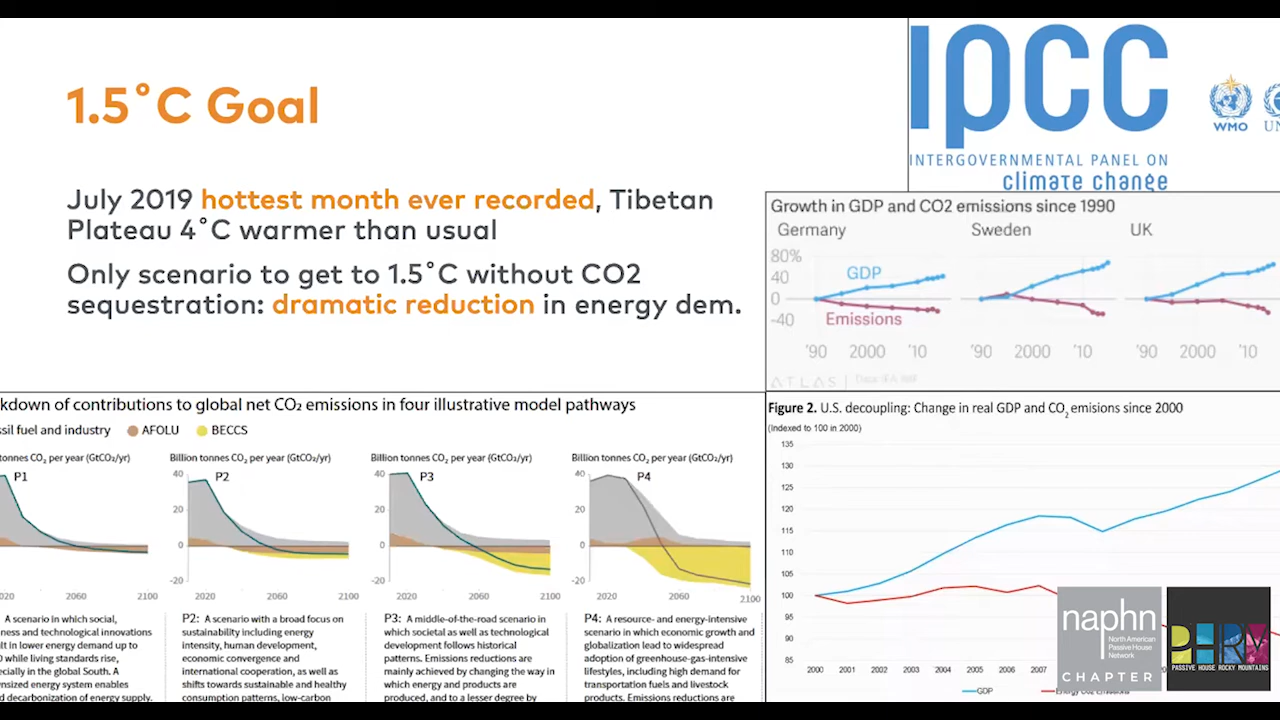 1.5°C Goal
July 2019 hottest month ever recorded, Tibetan
Plateau 4°C warmer than usual
Only scenario to get to 1.5°C without CO2
sequestration: dramatic reduction in energy dem.
ipcc
INTERGOVERNMENTAL PANEL ON
climate change
WMO
UN
Growth in GDP and CO2 emissions since 1990
Germany Sweden UK
80%
40
0
-40
GDP
Emissions
'90 2000 '10 '90 2000 '10 '90 2000 '10
ATLAS
kdown of contributions to global net CO₂ emissions in four illustrative model pathways
sil fuel and industry AFOLU BECCS
tonnes CO₂ per year (GtCO₂/yr) Billion tonnes CO₂ per year (GtCO₂/yr) Billion tonnes CO₂ per year (GtCO₂/yr) Billion tonnes CO₂ per year (GtCO₂/yr)
P1 40 P2 40 P3 40 P4
20 20 20
0 0 0
-20 -20 -20
020 2060 2100 2020 2060 2100 2020 2060 2100 2020 2060 2100
A scenario in which social,
ness and technological innovations
lt in lower energy demand up to
0 while living standards rise,
ecially in the global South. A
nsized energy system enables
d decarbonization of energy supply.
P2: A scenario with a broad focus on
sustainability including energy
intensity, human development,
economic convergence and
international cooperation, as well as
shifts towards sustainable and healthy
consumption patterns, low-carbon
P3: A middle-of-the-road scenario in
which societal as well as technological
development follows historical
patterns. Emissions reductions are
mainly achieved by changing the way in
which energy and products are
produced, and to a lesser degree by
P4: A resource- and energy-intensive
scenario in which economic growth and
globalization lead to widespread
adoption of greenhouse-gas-intensive
lifestyles, including high demand for
transportation fuels and livestock
products. Emissions reductions are
Figure 2. U.S. decoupling: Change in real GDP and CO₂ emisions since 2000
(Indexed to 100 in 2000)
135
130
125
120
115
110
105
100
95
90
85
2000 2001 2002 2003 2004 2005 2006 2007
GDP Energy CO2 Emissions
naphn
North American
Passive House
Network
CHAPTER
PHRM
PASSIVE HOUSE ROCKY MOUNTAINS